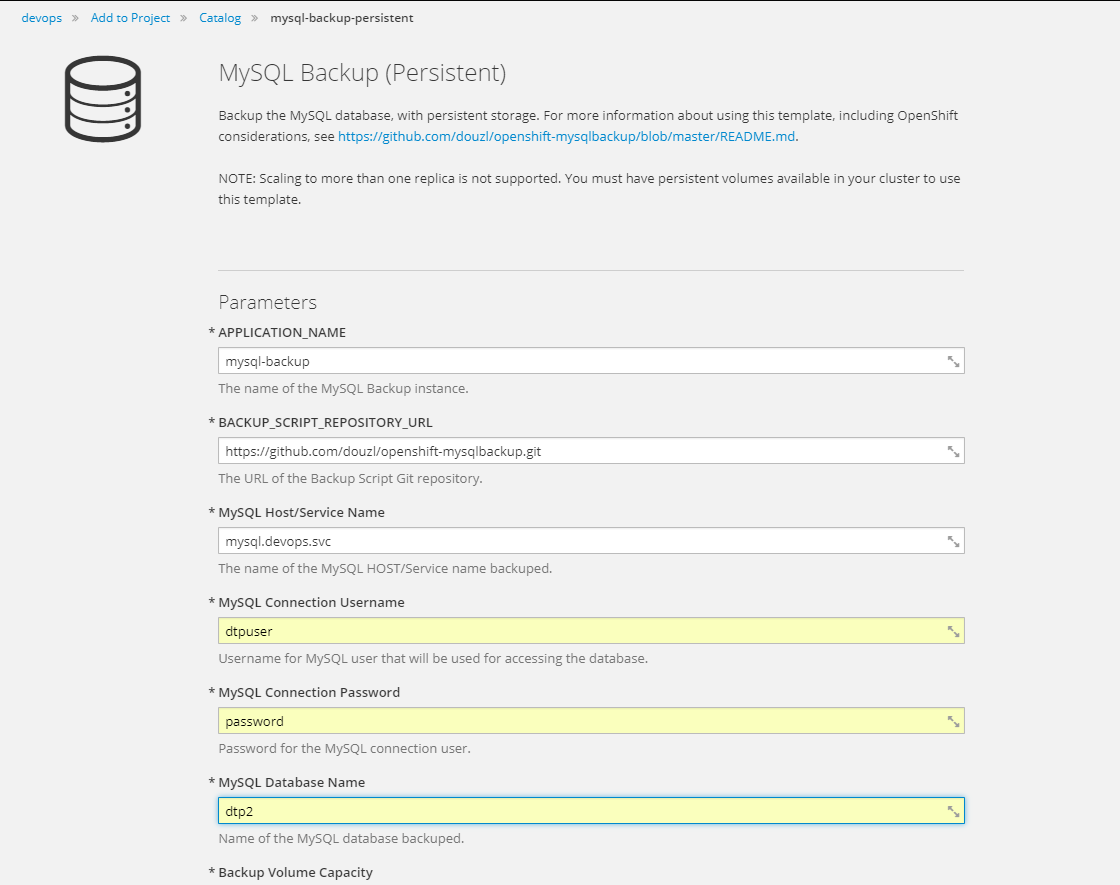 devops » Add to Project » Catalog » mysql-backup-persistent
MySQL Backup (Persistent)
Backup the MySQL database, with persistent storage. For more information about using this template, including OpenShift
considerations, see https://github.com/douzl/openshift-mysqlbackup/blob/master/README.md.
NOTE: Scaling to more than one replica is not supported. You must have persistent volumes available in your cluster to use
this template.
Parameters
* APPLICATION_NAME
mysql-backup
The name of the MySQL Backup instance.
* BACKUP_SCRIPT_REPOSITORY_URL
https://github.com/douzl/openshift-mysqlbackup.git
The URL of the Backup Script Git repository.
* MySQL Host/Service Name
mysql.devops.svc
The name of the MySQL HOST/Service name backuped.
* MySQL Connection Username
dtpuser
Username for MySQL user that will be used for accessing the database.
* MySQL Connection Password
password
Password for the MySQL connection user.
* MySQL Database Name
dtp2
Name of the MySQL database backuped.
* Backup Volume Capacity